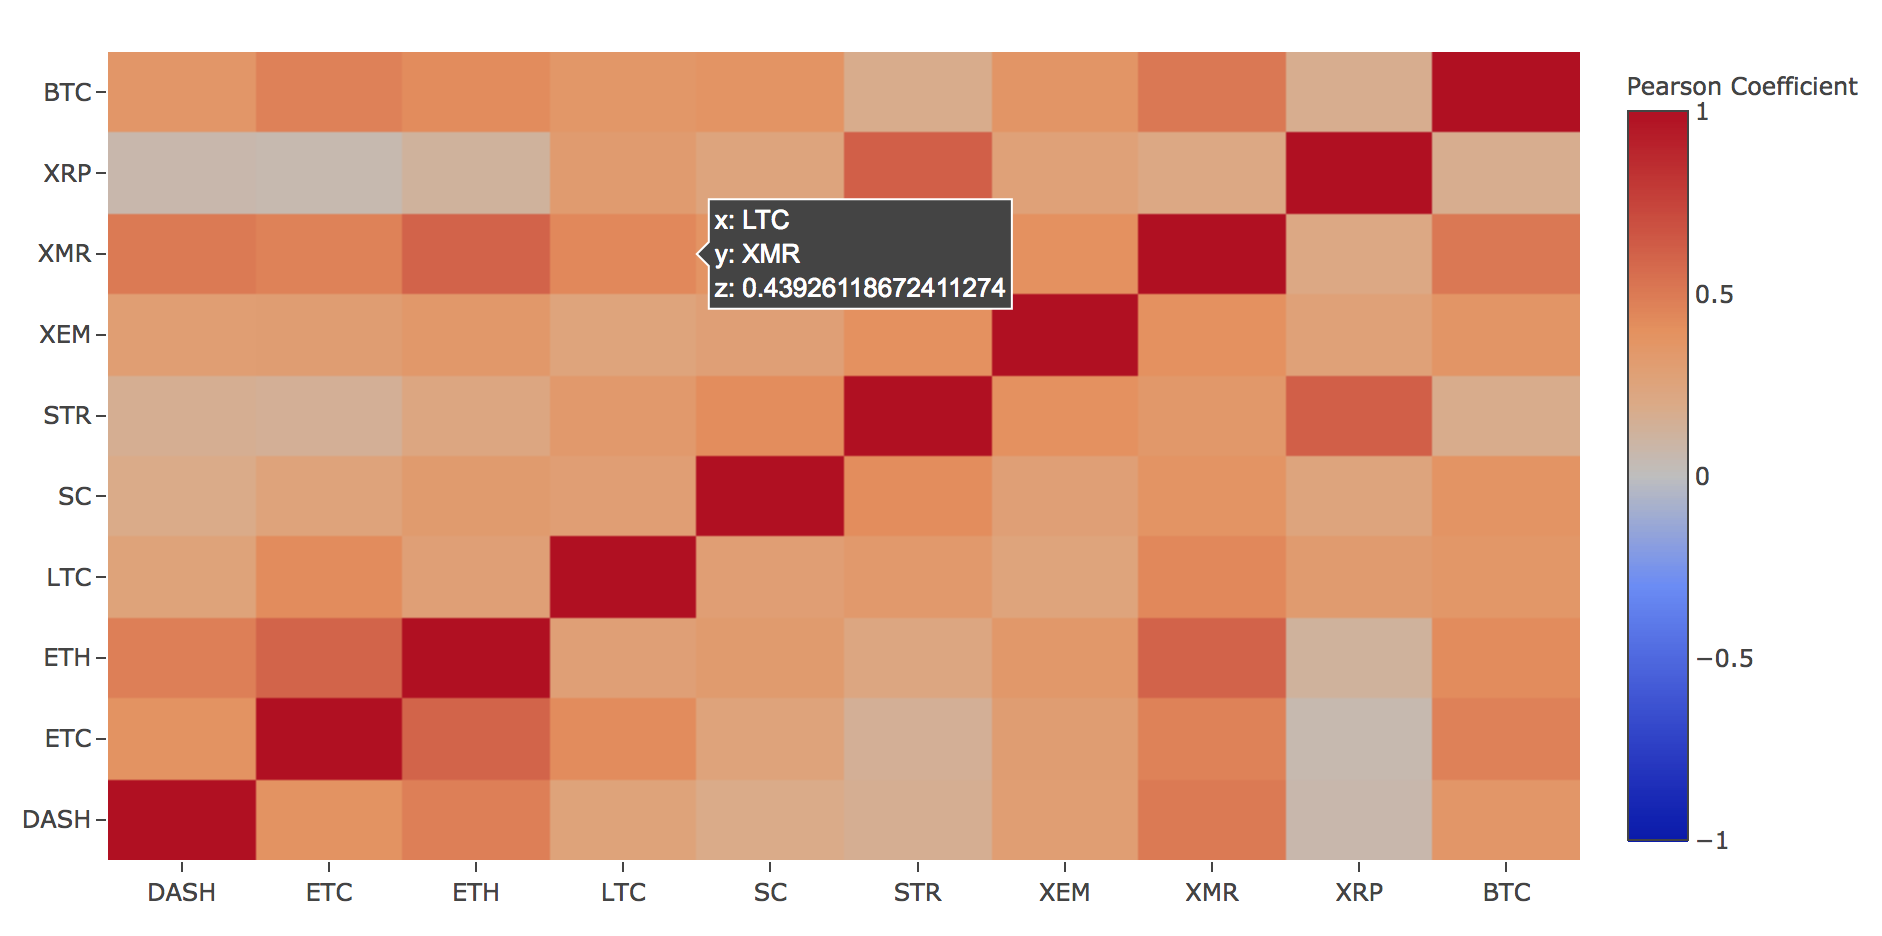 Pearson Coefficient
BTC
XRP
XMR
XEM
STR
SC
LTC
ETH
ETC
DASH
x: LTC
y: XMR
z: 0.43926118672411274
1
0.5
0
−0.5
−1
DASH ETC ETH LTC SC STR XEM XMR XRP BTC